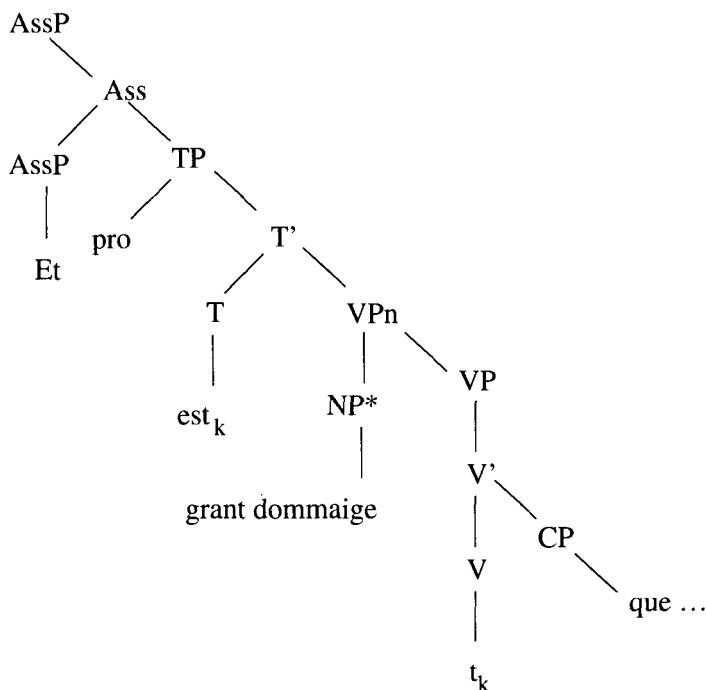 AssP
Ass
AssP TP
Et pro T'
T VPn
est_k NP* VP
grant dommaige V'
V CP
t_k que ...